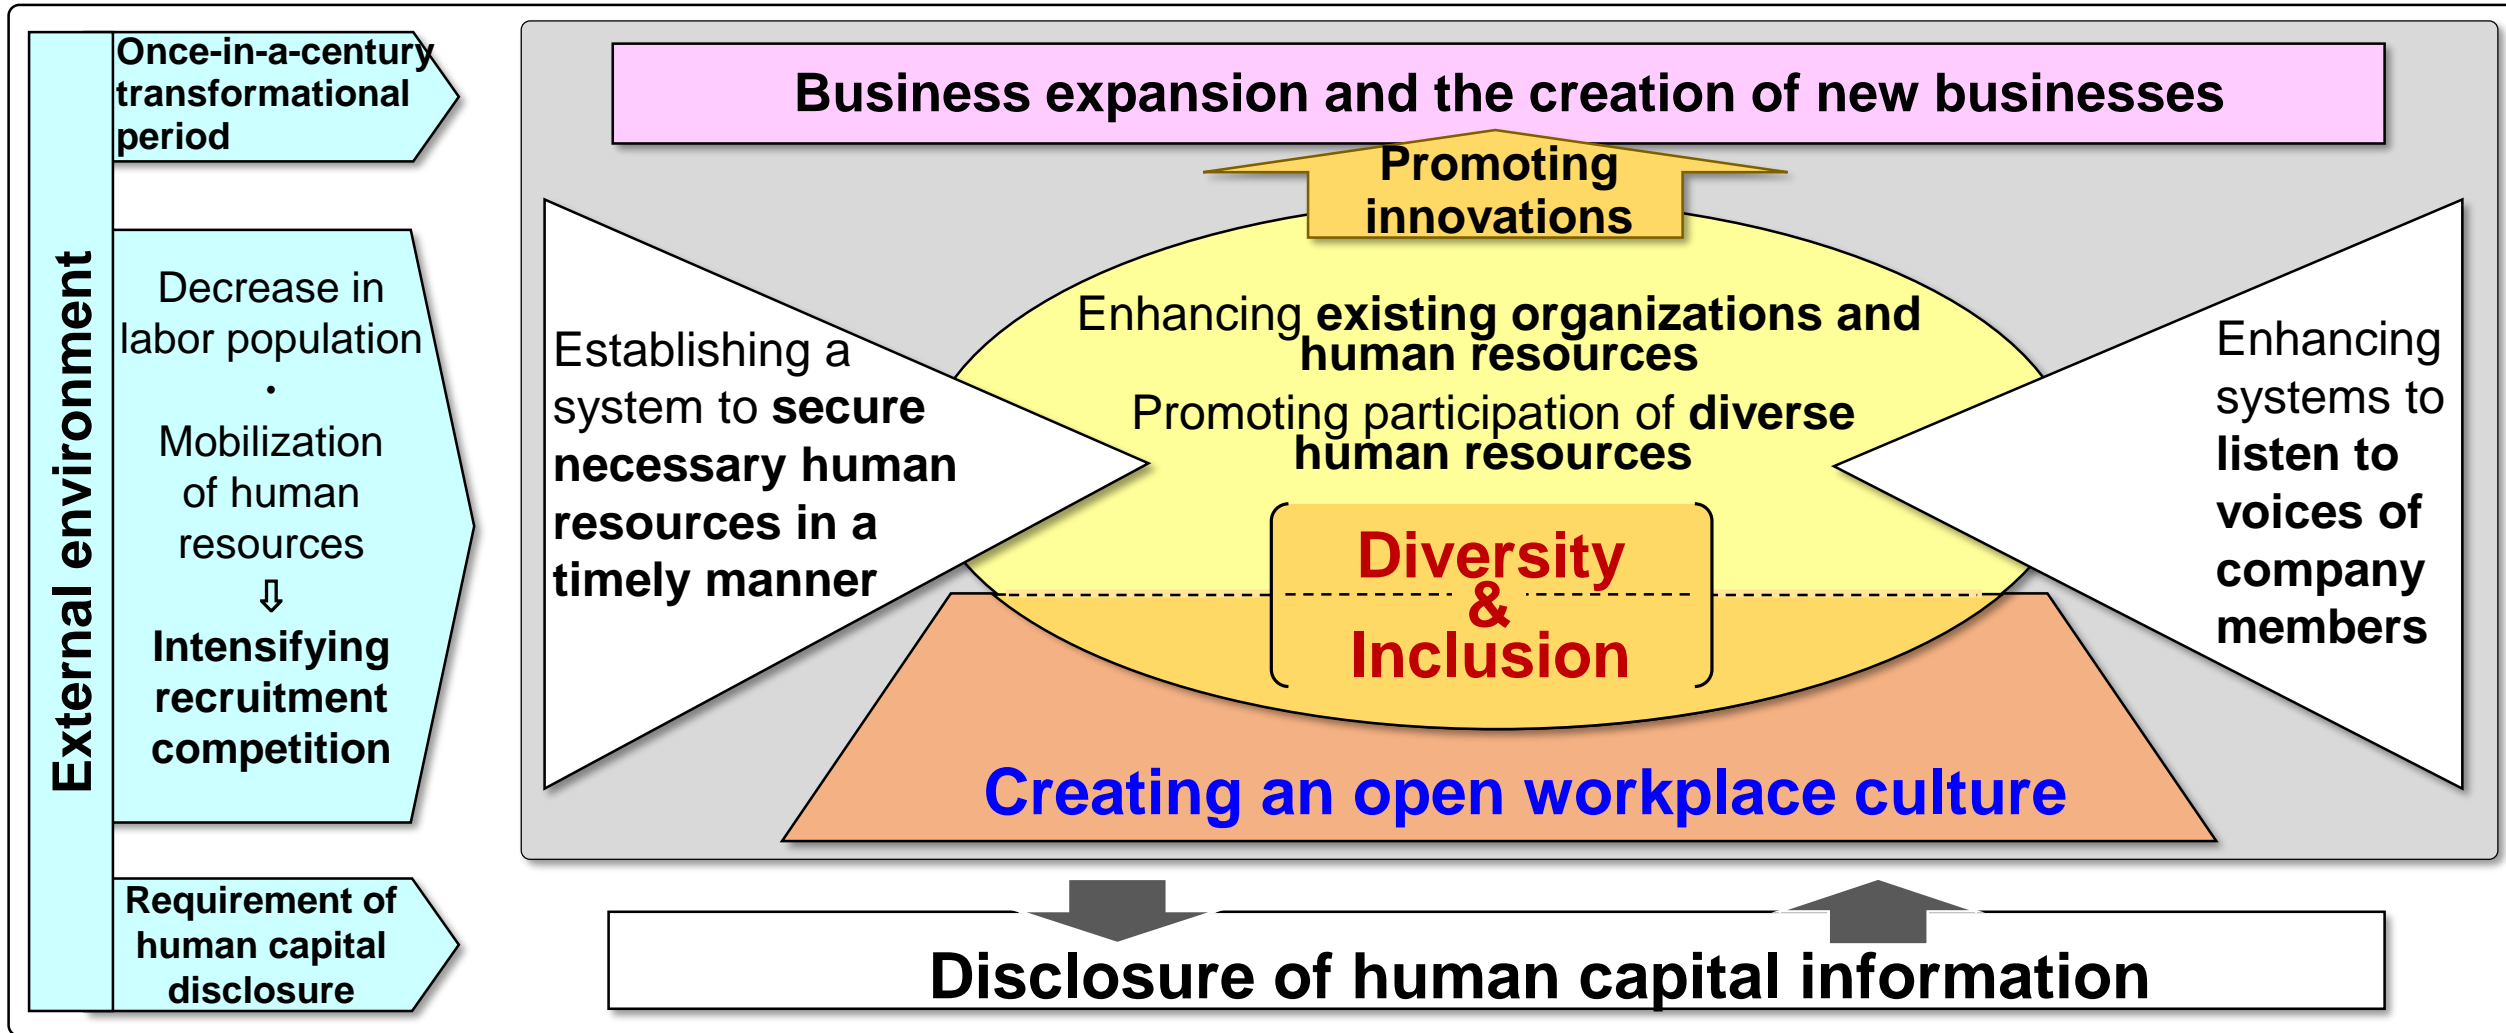 External environment
Once-in-a-century
transformational
period
Decrease in
labor population
・
Mobilization
of human
resources
⇩
Intensifying
recruitment
competition
Requirement of
human capital
disclosure
Business expansion and the creation of new businesses
Promoting
innovations
Establishing a
system to secure
necessary human
resources in a
timely manner
Enhancing existing organizations and
human resources
Promoting participation of diverse
human resources
Diversity
&
Inclusion
Enhancing
systems to
listen to
voices of
company
members
Creating an open workplace culture
Disclosure of human capital information